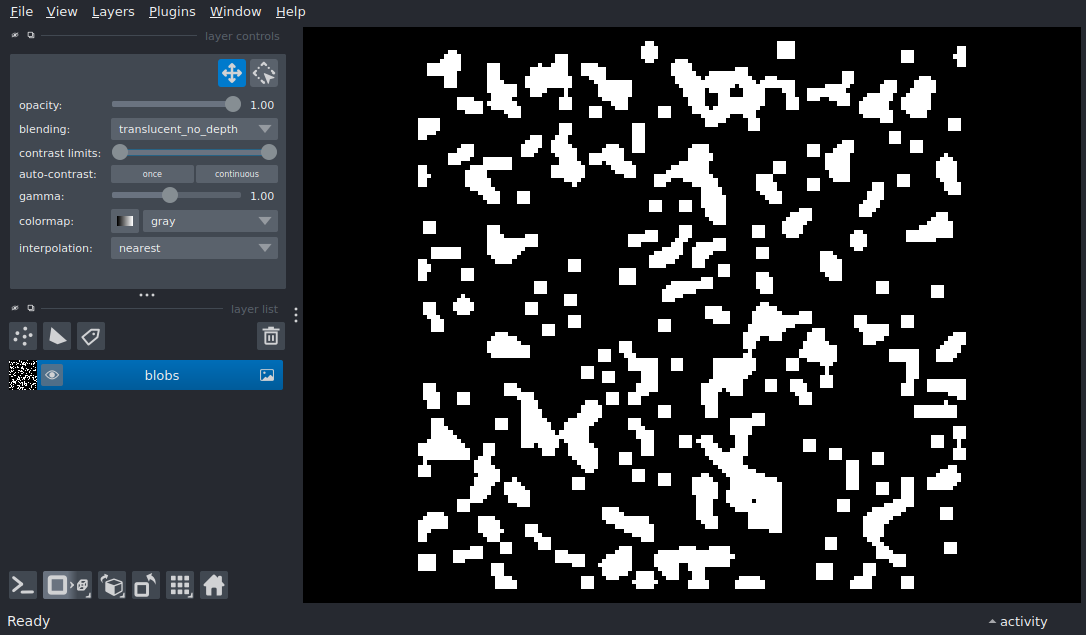 File View Layers Plugins Window Help
layer controls
opacity: 1.00
blending: translucent_no_depth
contrast limits:
auto-contrast: once continuous
gamma: 1.00
colormap: gray
interpolation: nearest
layer list
blobs
Ready activity